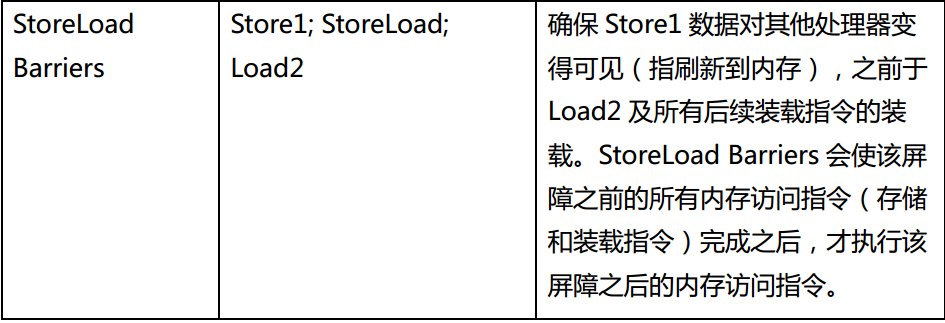 StoreLoad
Barriers
Store1; StoreLoad;
Load2
确保 Store1 数据对其他处理器变
得可见（指刷新到内存），之前于
Load2 及所有后续装载指令的装
载。StoreLoad Barriers 会使该屏
障之前的所有内存访问指令（存储
和装载指令）完成之后，才执行该
屏障之后的内存访问指令。